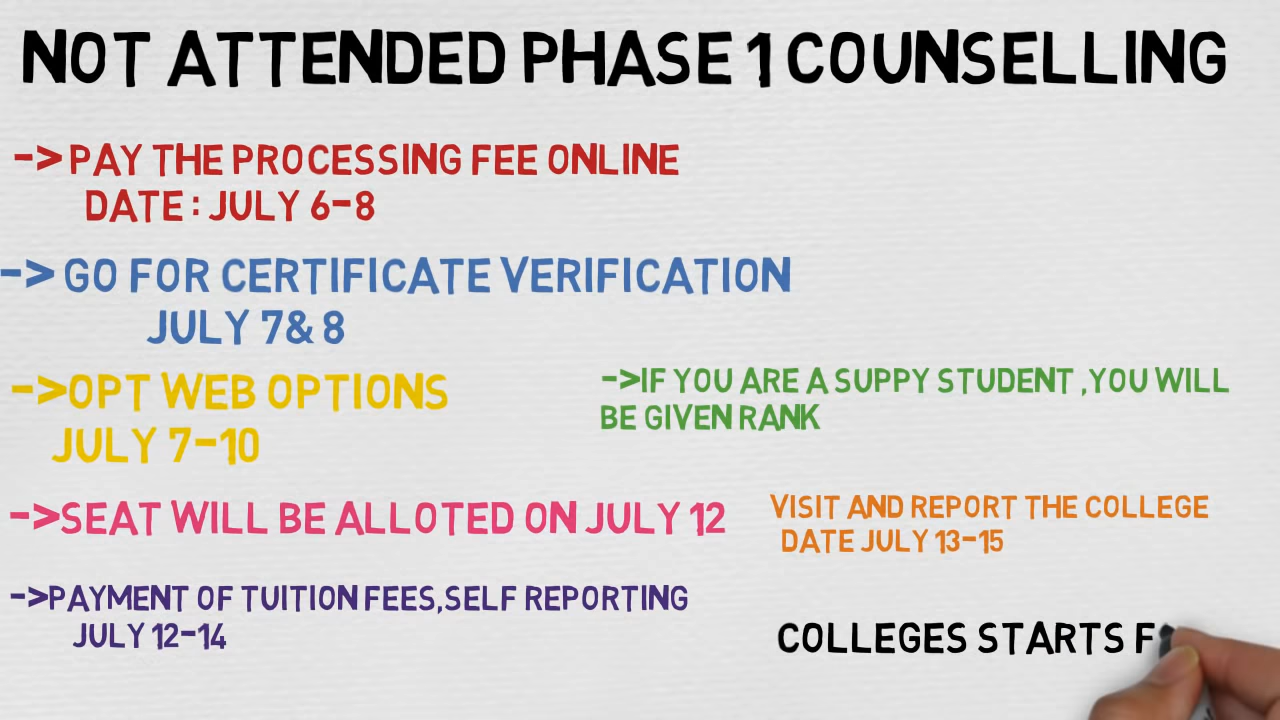 NOT ATTENDED PHASE 1 COUNSELLING
-> PAY THE PROCESSING FEE ONLINE
DATE : JULY 6-8
-> GO FOR CERTIFICATE VERIFICATION
JULY 7& 8
->OPT WEB OPTIONS
JULY 7-10
->IF YOU ARE A SUPPY STUDENT ,YOU WILL
BE GIVEN RANK
->SEAT WILL BE ALLOTED ON JULY 12
VISIT AND REPORT THE COLLEGE
DATE JULY 13-15
->PAYMENT OF TUITION FEES,SELF REPORTING
JULY 12-14
COLLEGES STARTS F